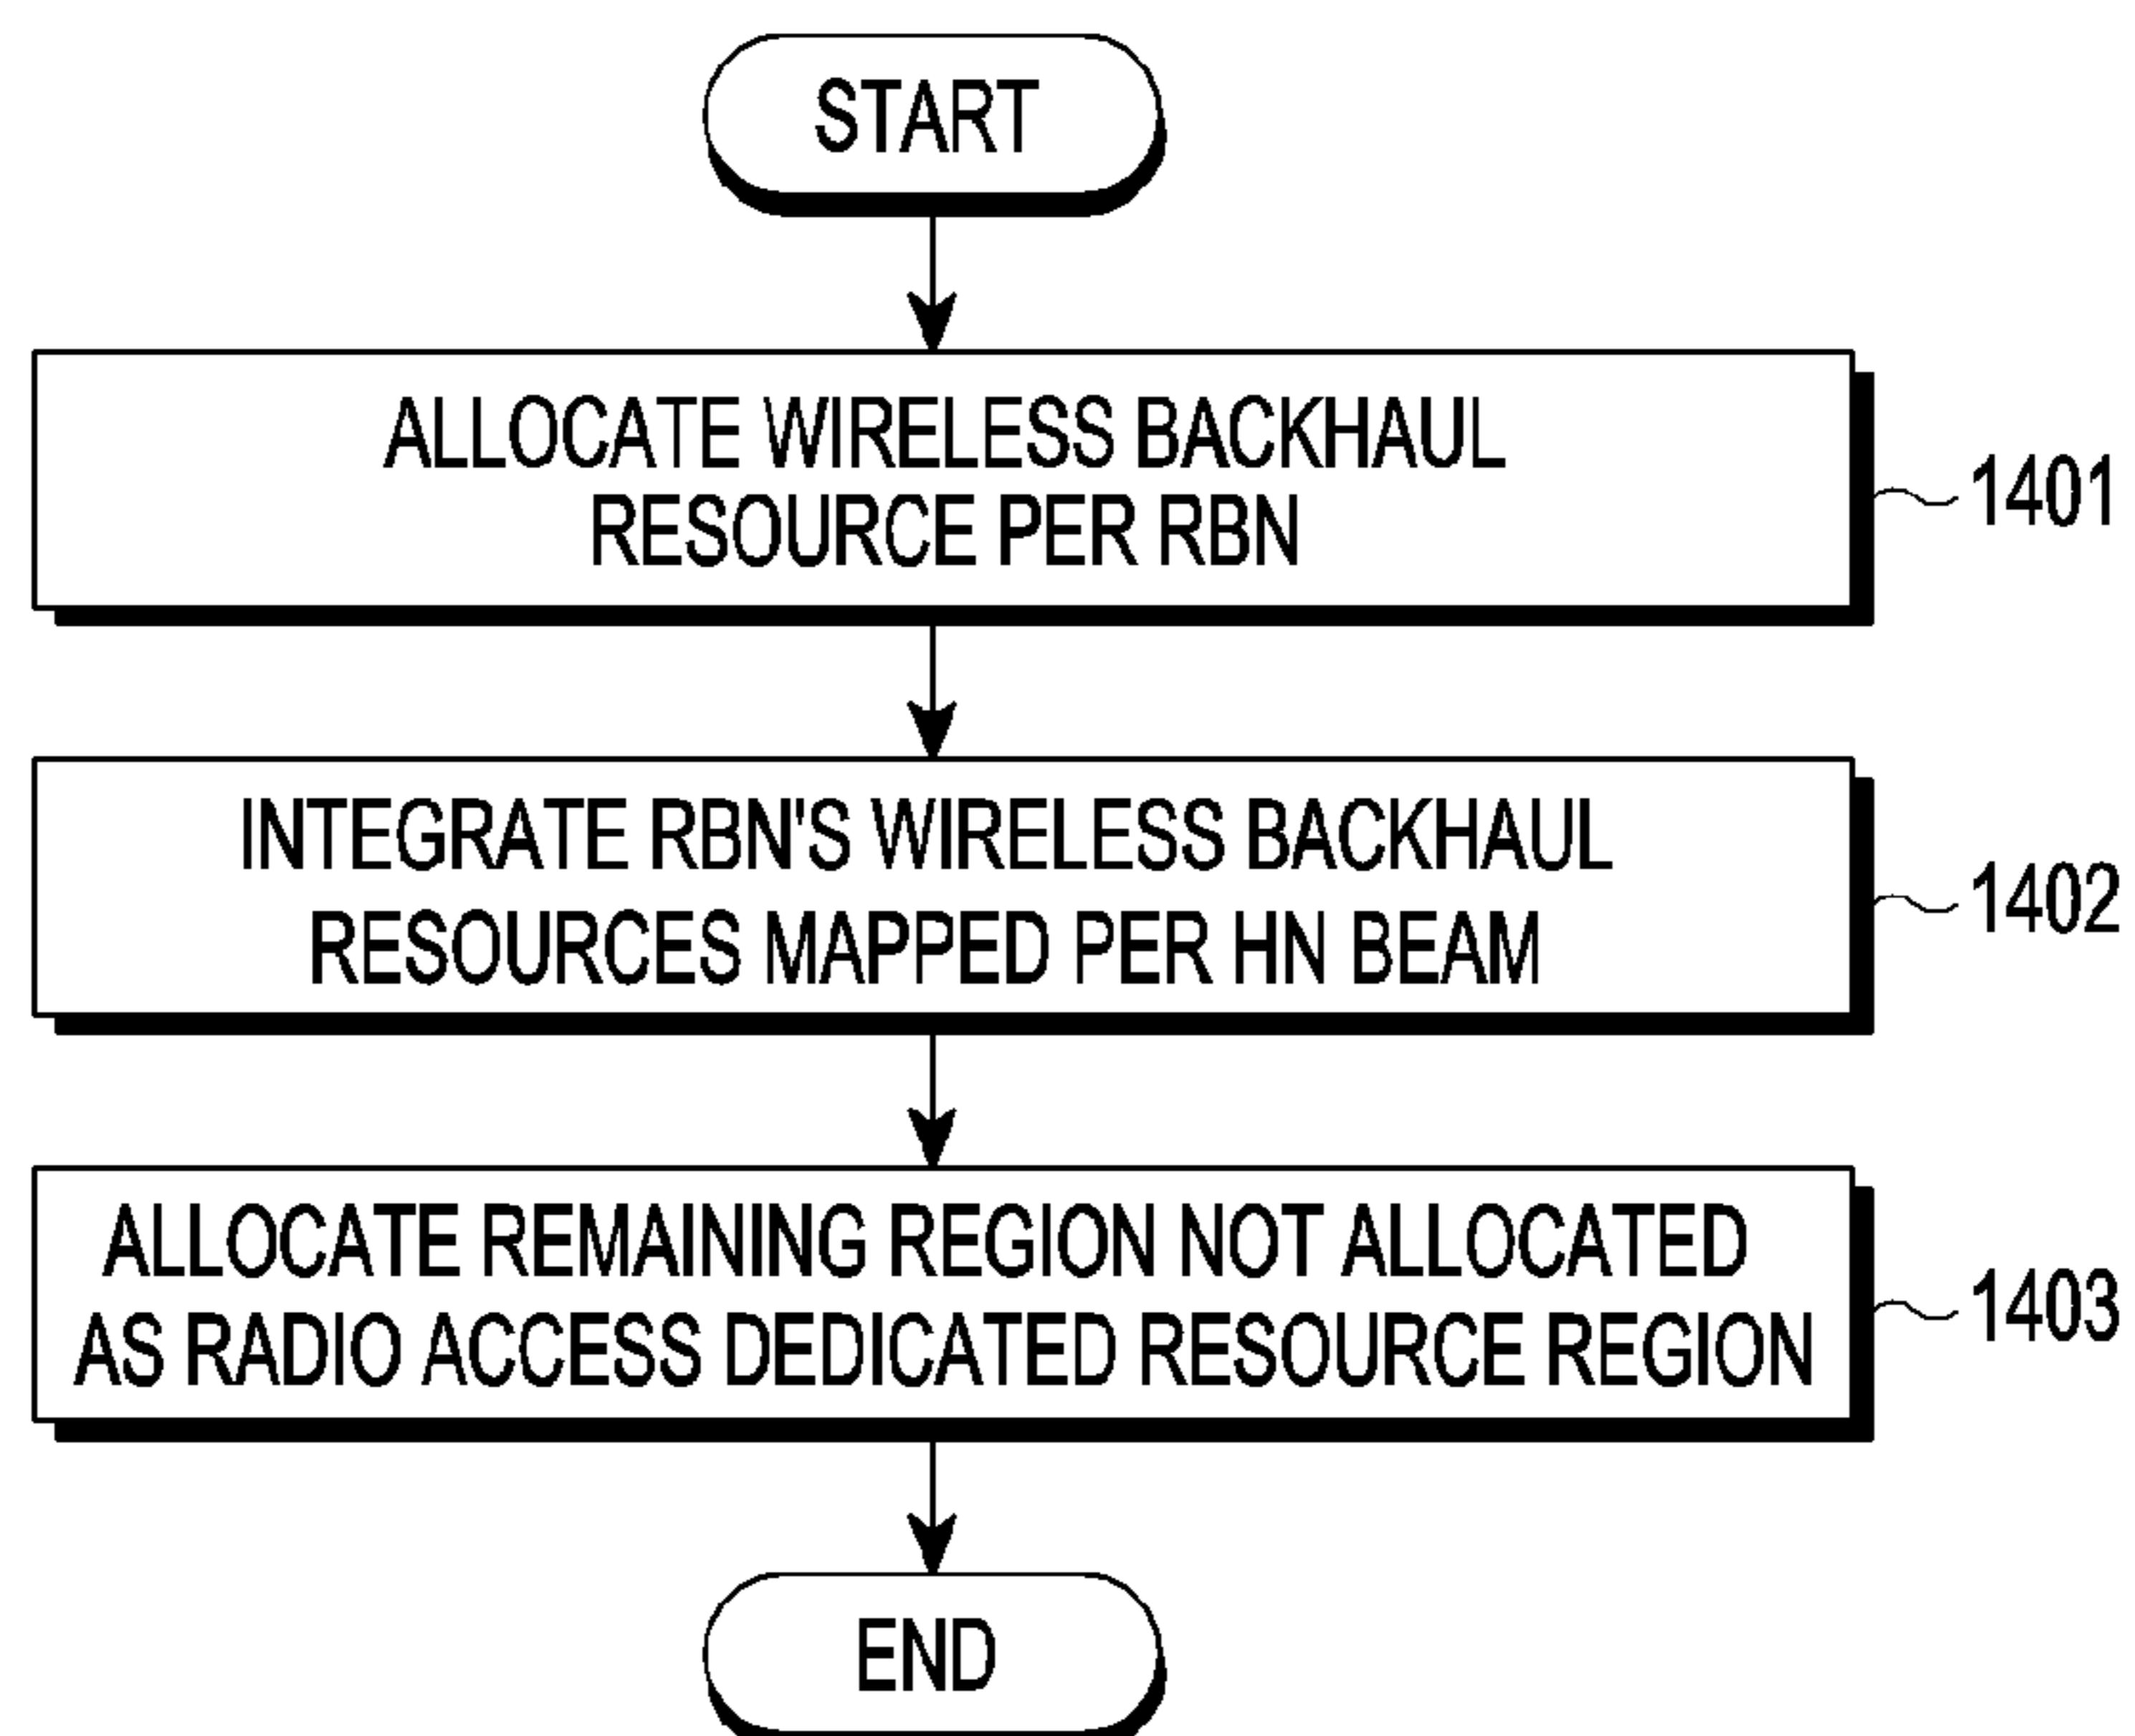 START
ALLOCATE WIRELESS BACKHAUL
RESOURCE PER RBN
1401
INTEGRATE RBN'S WIRELESS BACKHAUL
RESOURCES MAPPED PER HN BEAM
1402
ALLOCATE REMAINING REGION NOT ALLOCATED
AS RADIO ACCESS DEDICATED RESOURCE REGION
1403
END